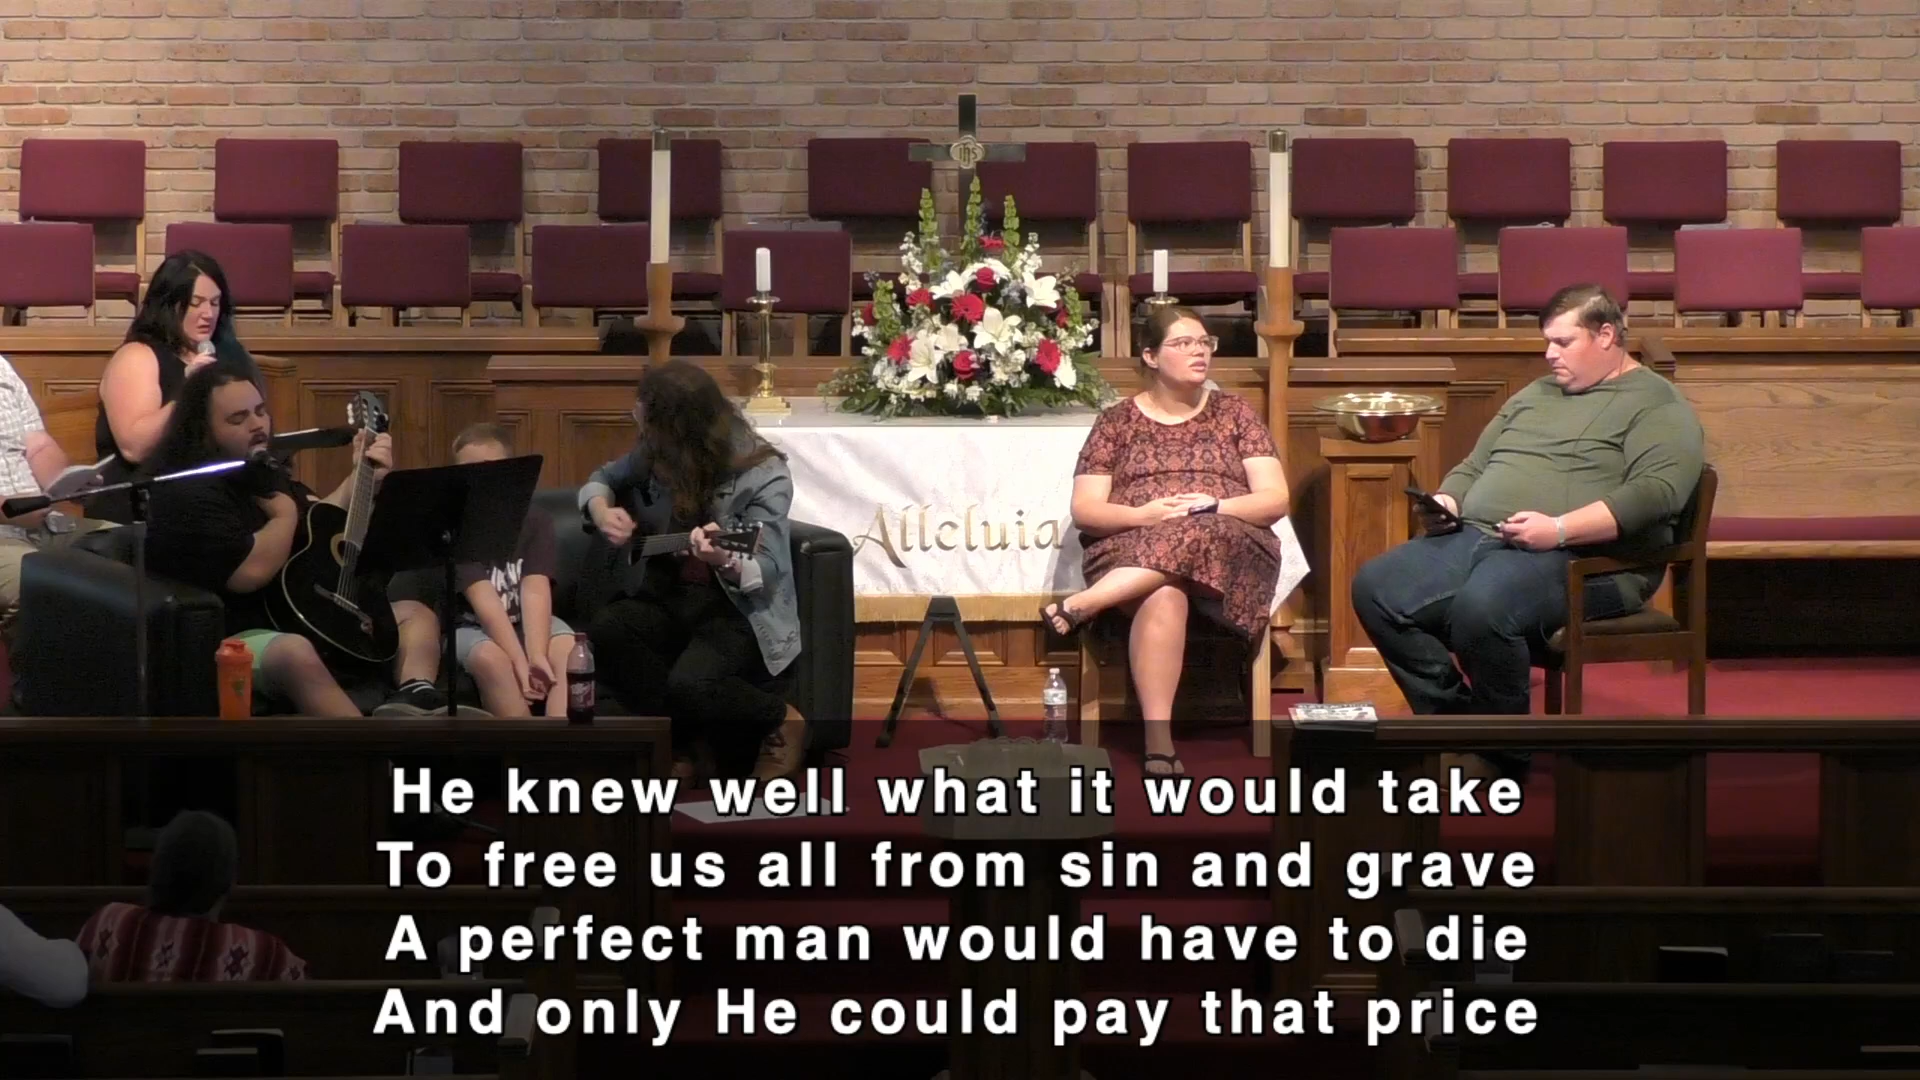 ihs
Alleluia
He knew well what it would take
To free us all from sin and grave
A perfect man would have to die
And only He could pay that price